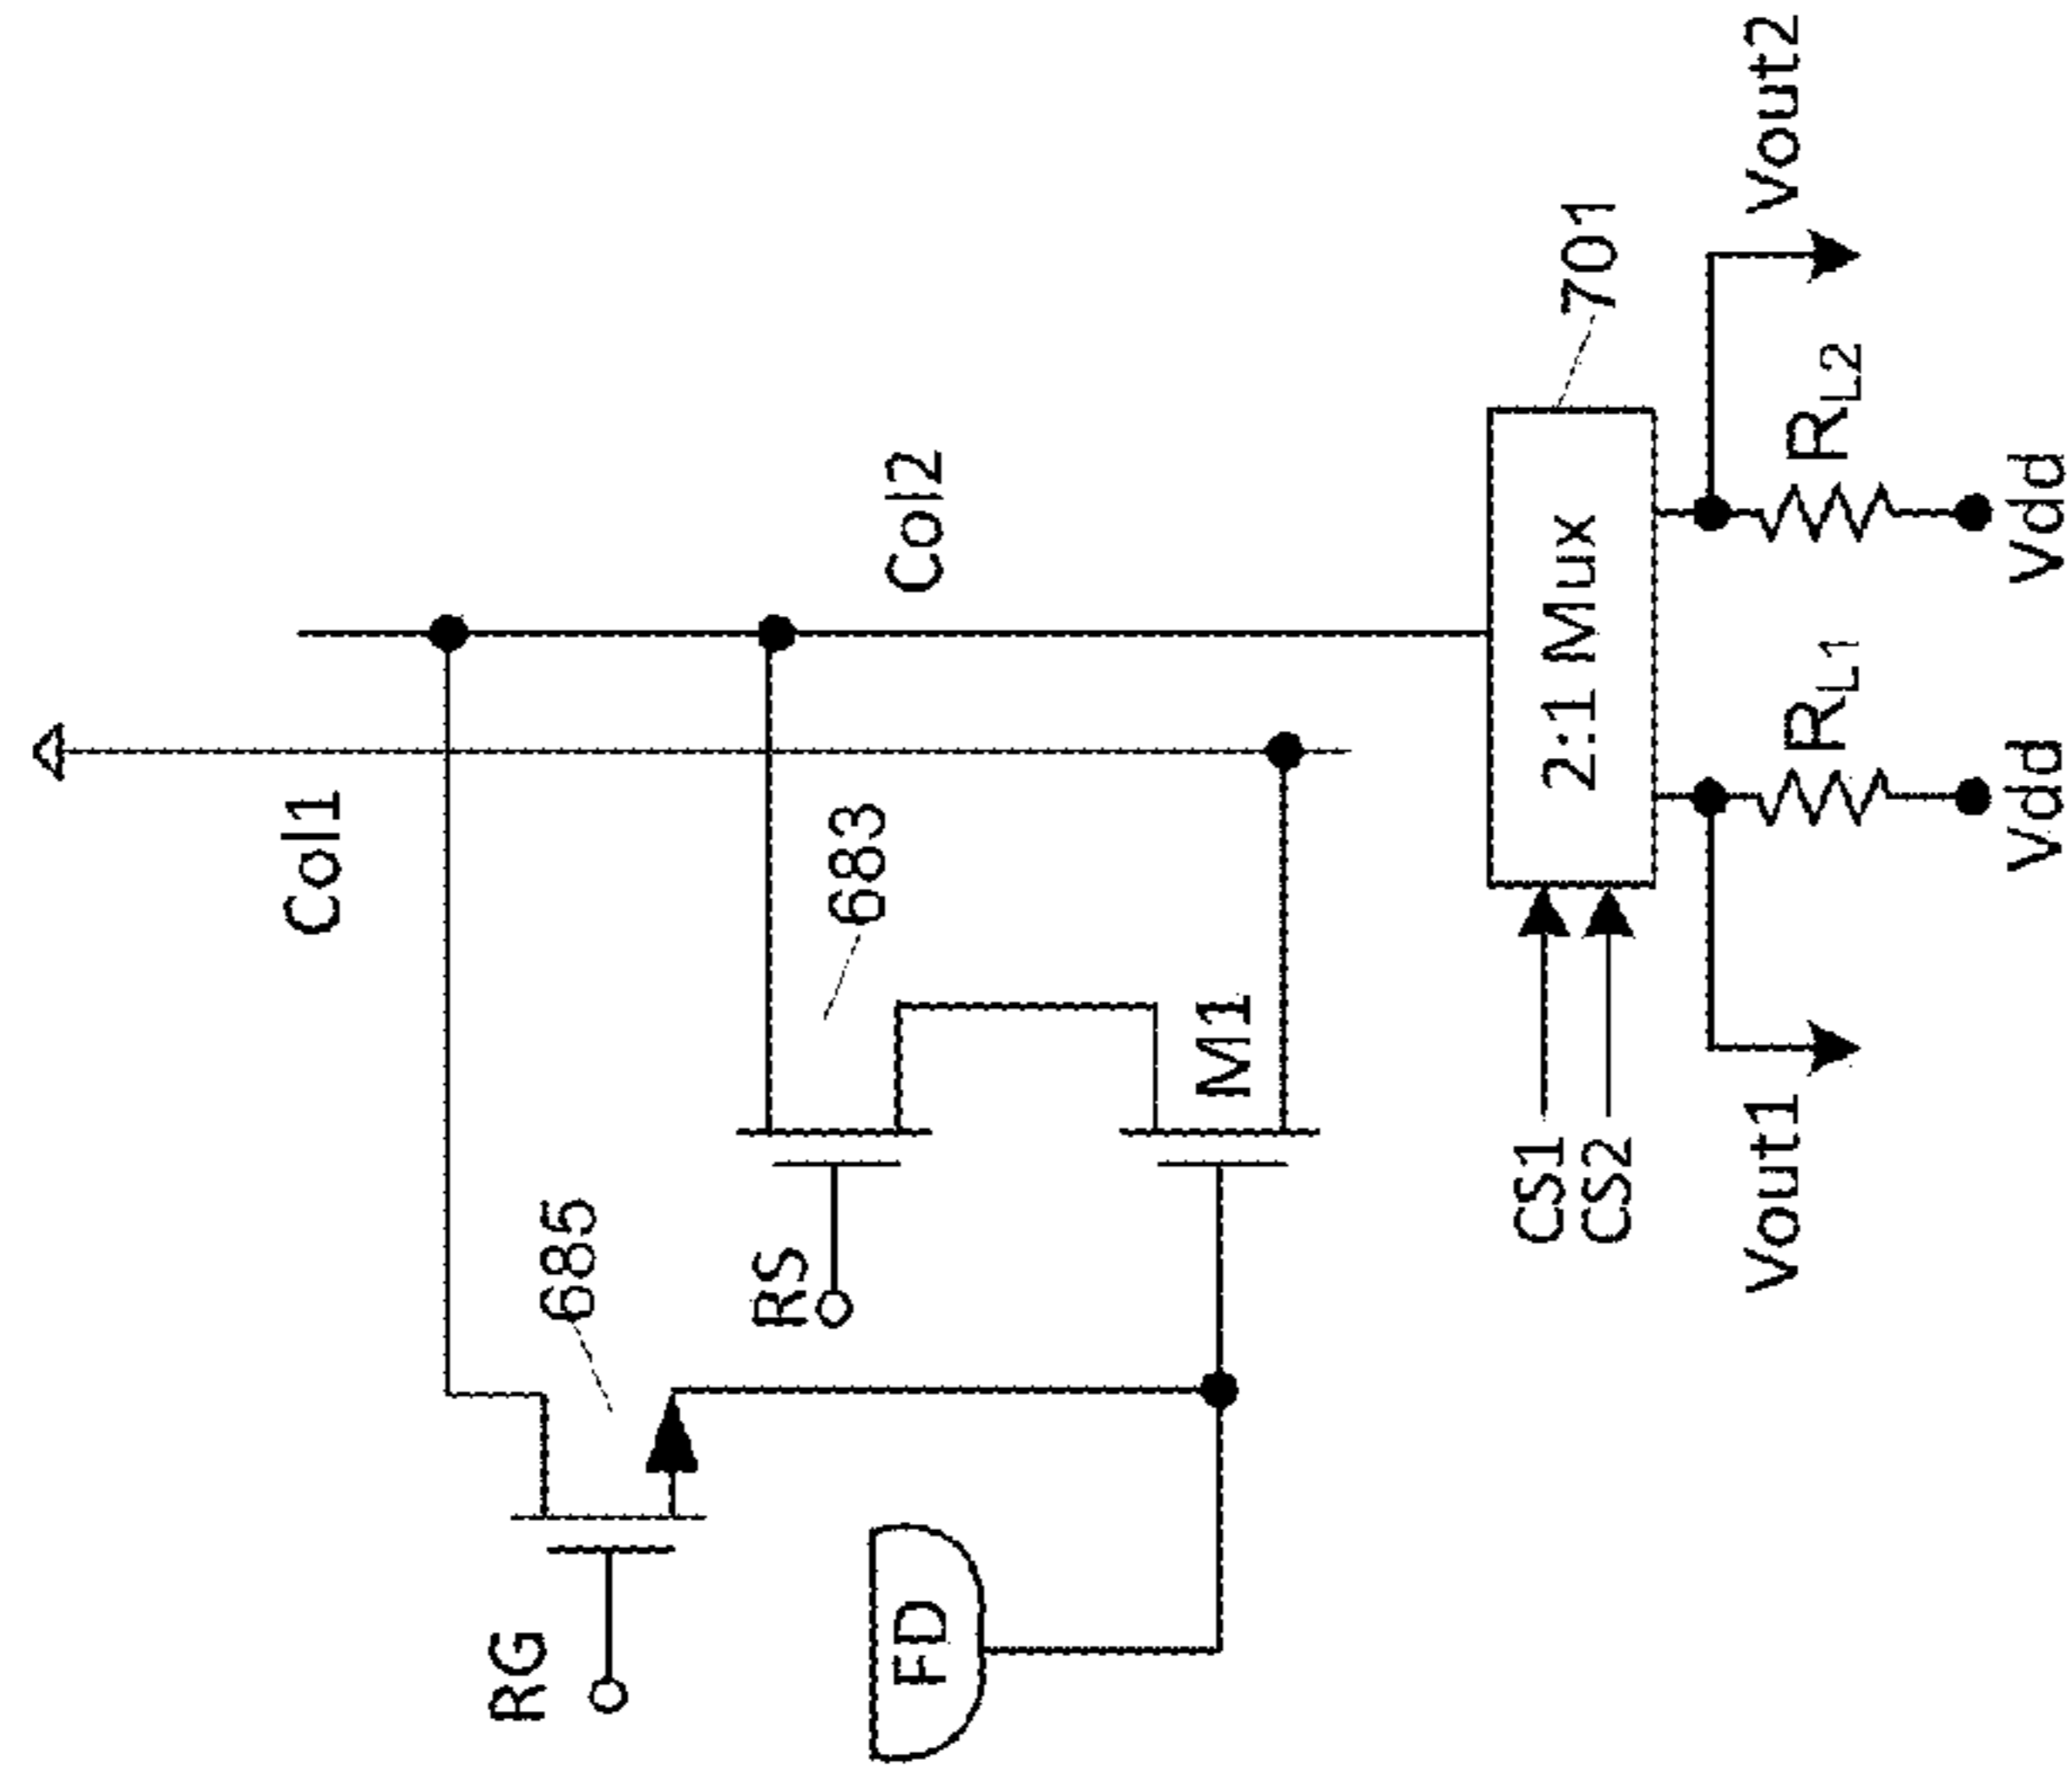 Col1
Col2
685
683
RG
RS
FD
M1
CS1
CS2
2:1 Mux
701
Vout1
Vout2
RL1
RL2
Vdd
Vdd